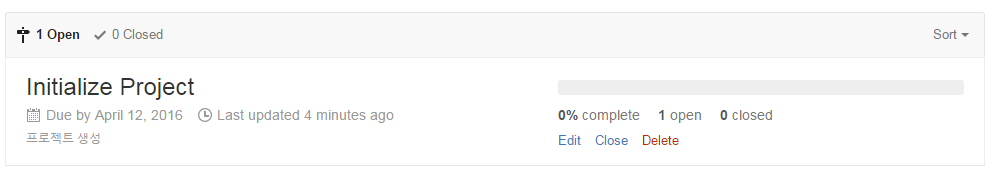 1 Open 0 Closed Sort
Initialize Project
Due by April 12, 2016 Last updated 4 minutes ago
프로젝트 생성
0% complete 1 open 0 closed
Edit Close Delete